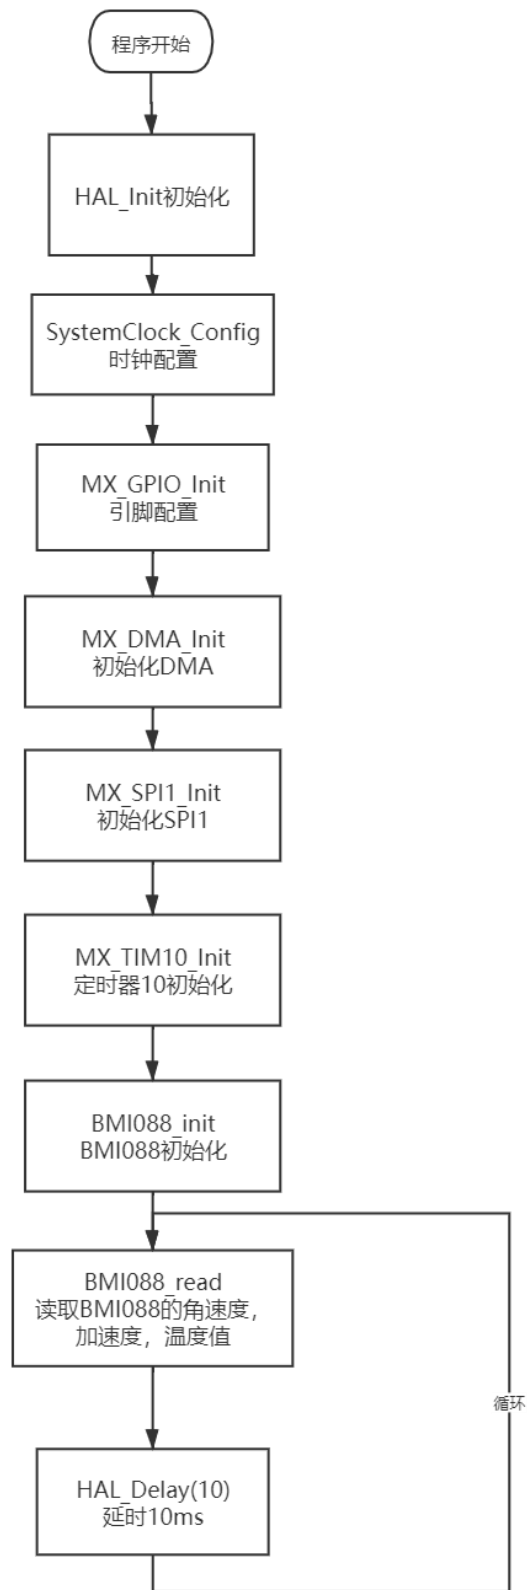 程序开始
HAL_Init初始化
SystemClock_Config
时钟配置
MX_GPIO_Init
引脚配置
MX_DMA_Init
初始化DMA
MX_SPI1_Init
初始化SPI1
MX_TIM10_Init
定时器10初始化
BMI088_init
BMI088初始化
BMI088_read
读取BMI088的角速度，
加速度，温度值
循环
HAL_Delay(10)
延时10ms